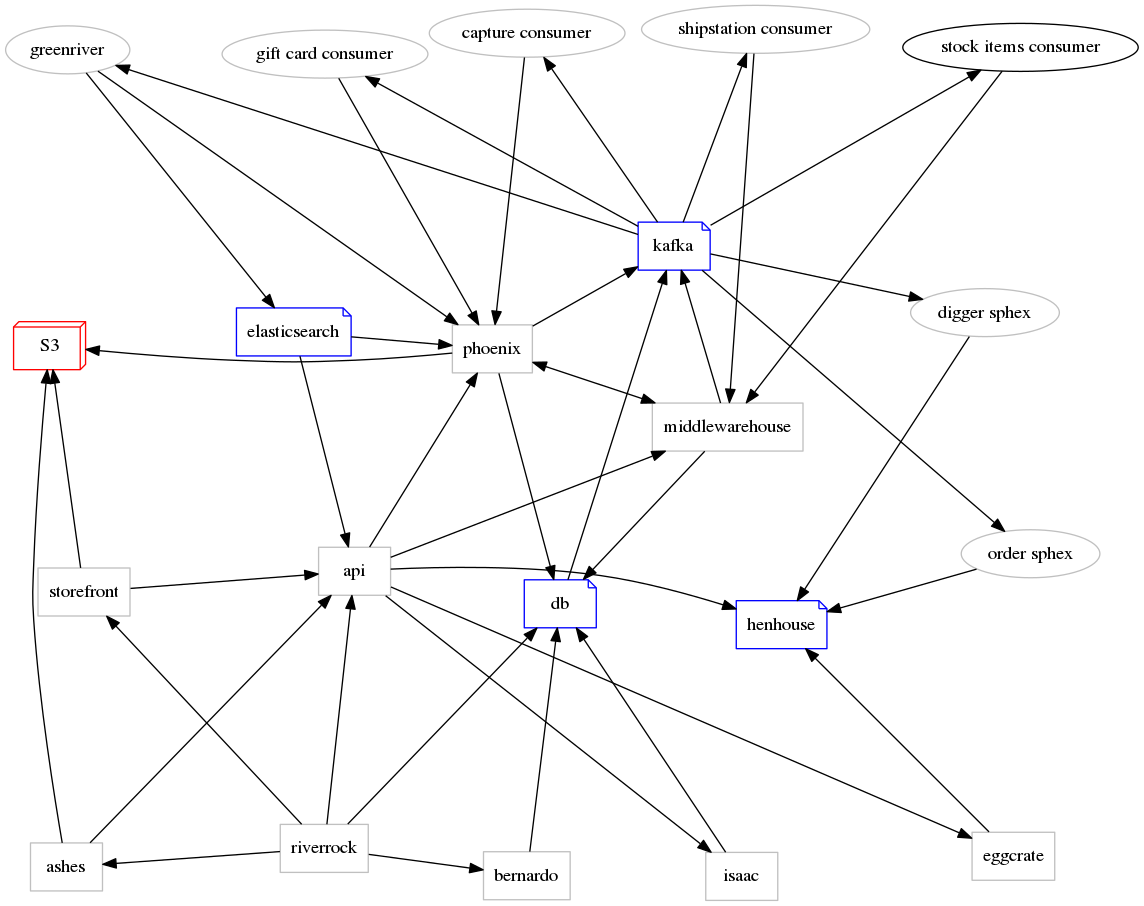 greenriver
gift card consumer
capture consumer
shipstation consumer
stock items consumer
kafka
digger sphex
elasticsearch
S3
phoenix
middlewarehouse
order sphex
api
storefront
db
henhouse
riverrock
ashes
bernardo
isaac
eggcrate